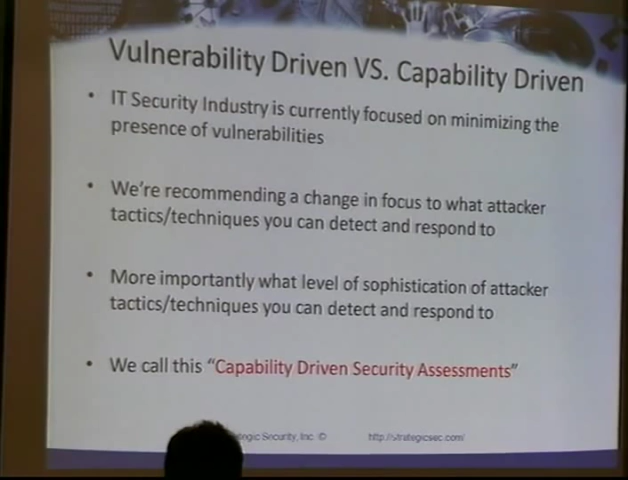 Vulnerability Driven VS. Capability Driven
• IT Security Industry is currently focused on minimizing the
presence of vulnerabilities
• We're recommending a change in focus to what attacker
tactics/techniques you can detect and respond to
• More importantly what level of sophistication of attacker
tactics/techniques you can detect and respond to
• We call this "Capability Driven Security Assessments"
Security, Inc. © http://strategicsec.com/